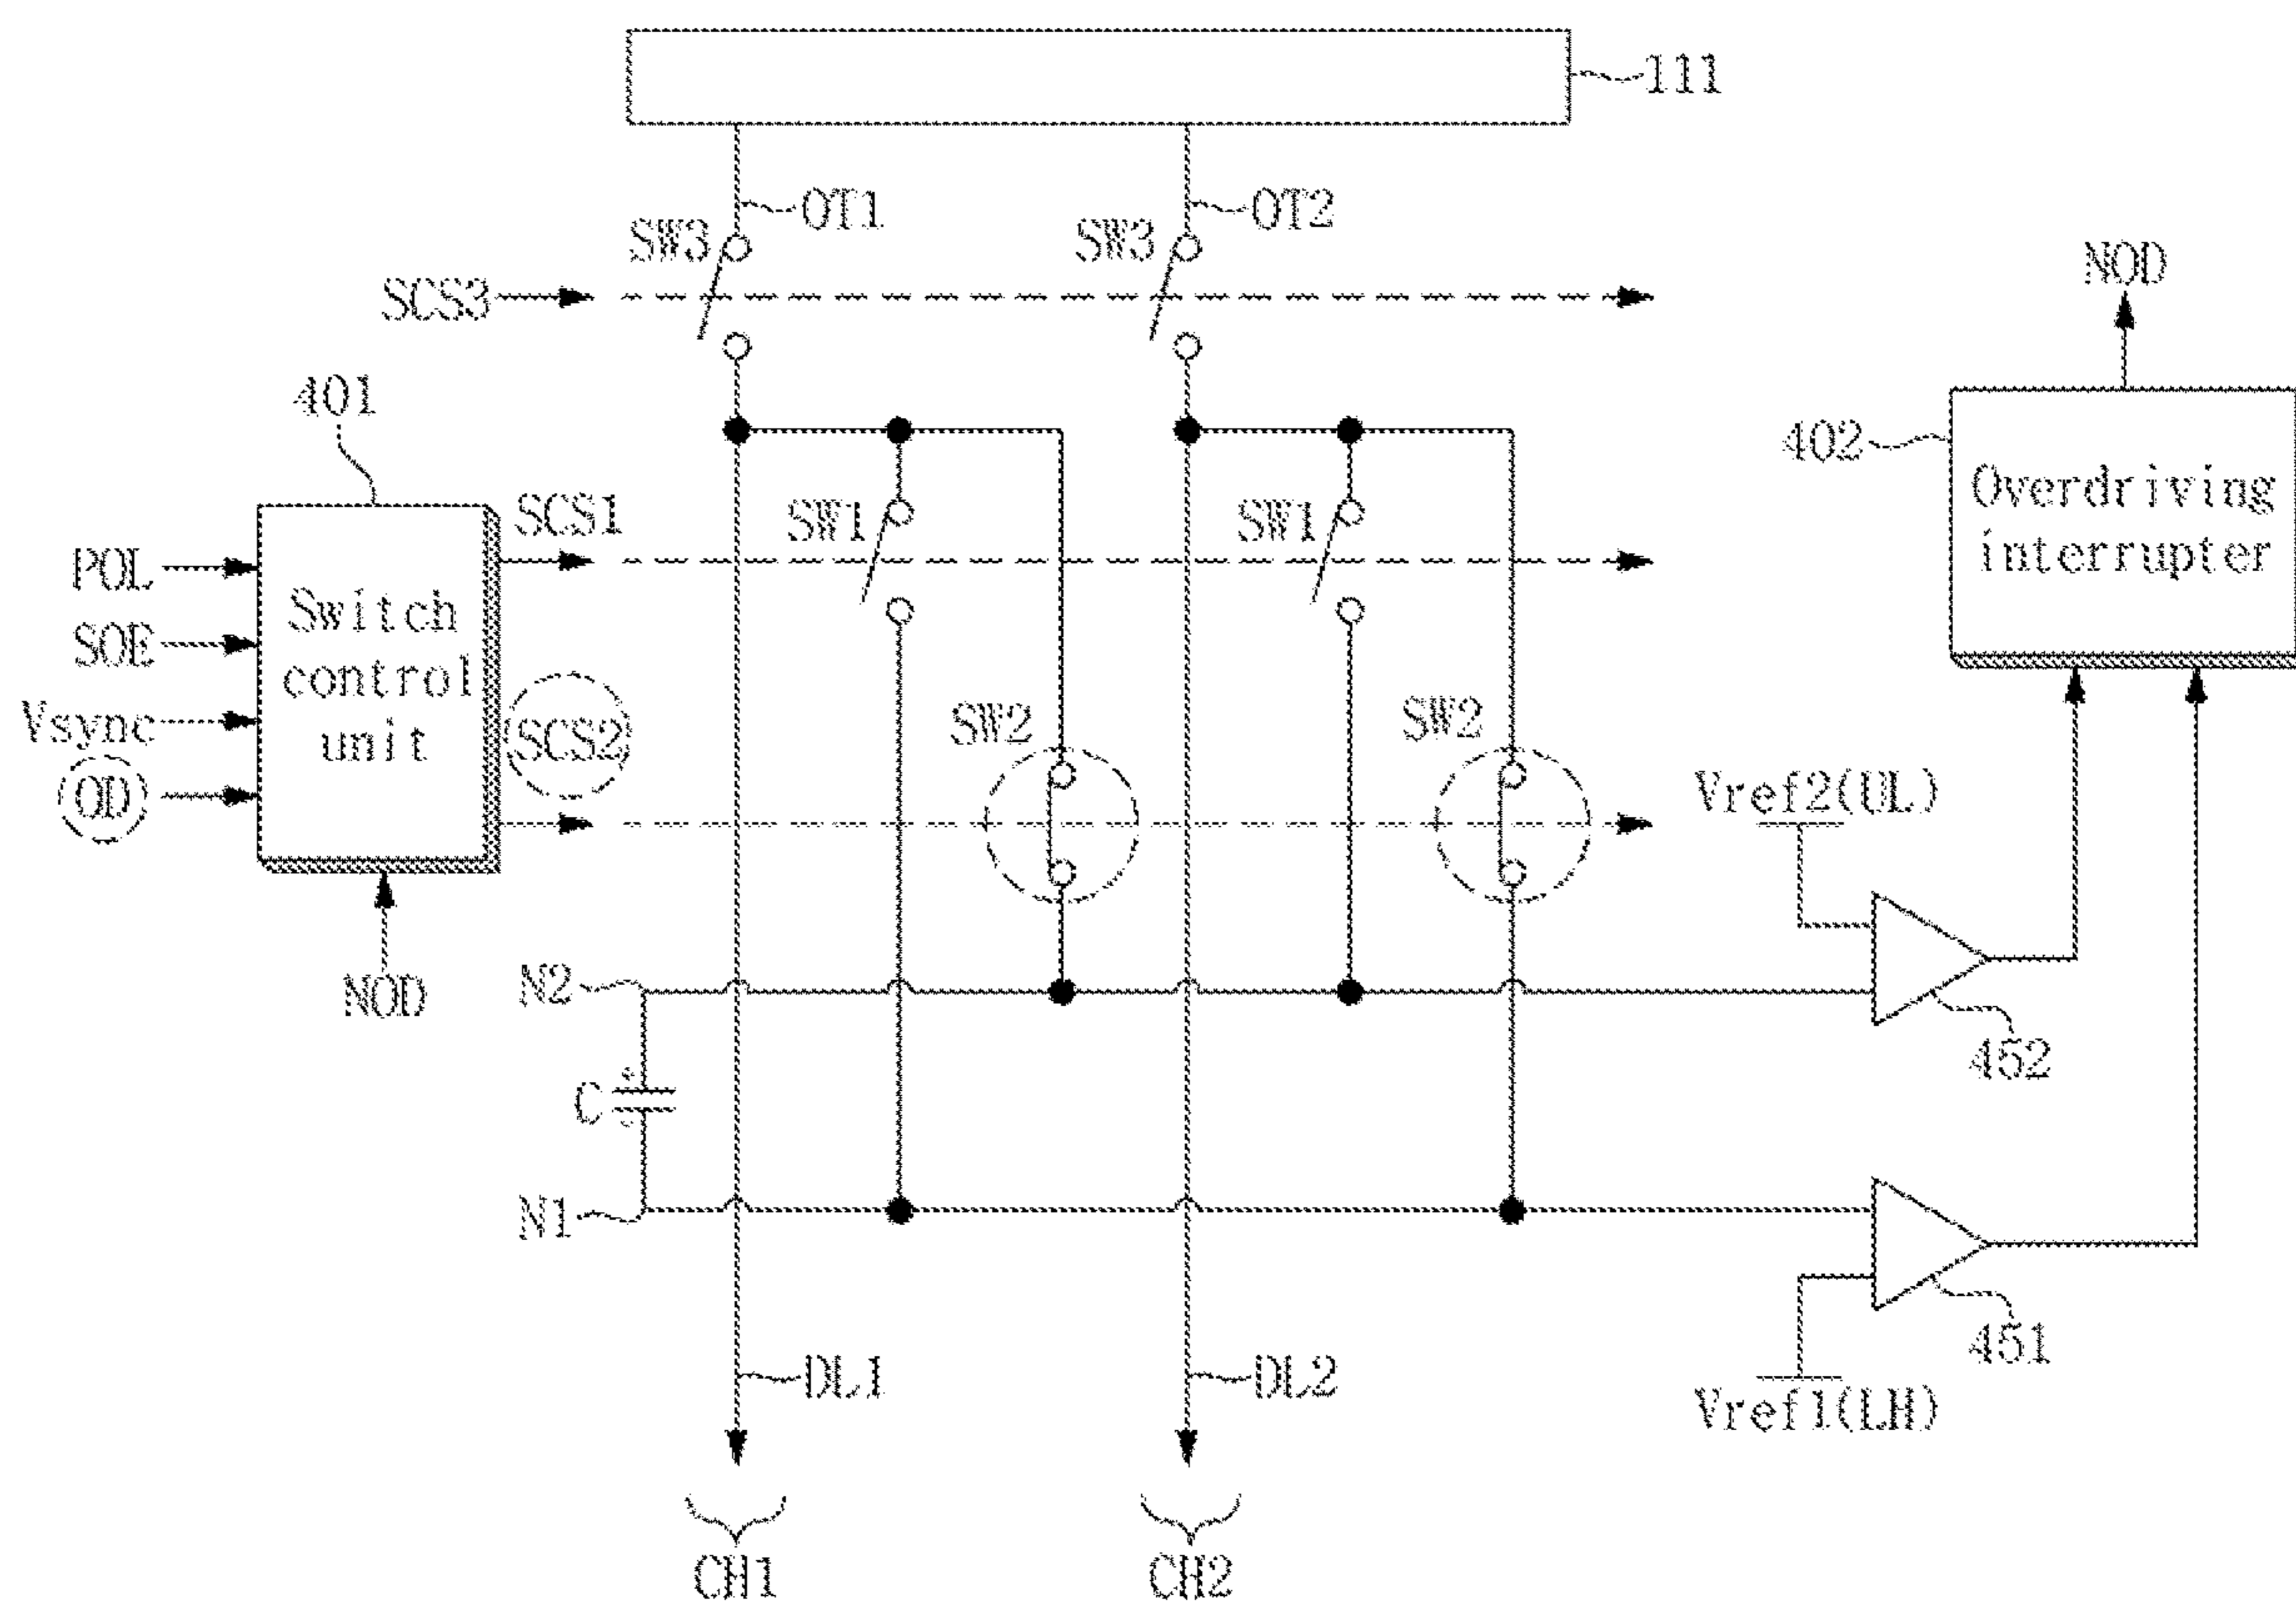 111
OT1
OT2
SW3
SW3
SCS3
NOD
401
402
Overdriving
interrupter
SCS1
SW1
SW1
POL
SOE
Vsync
OD
Switch
control
unit
SCS2
SW2
SW2
Vref2(UL)
NOD
N2
452
C
N1
451
DL1
DL2
Vref1(LH)
CH1
CH2